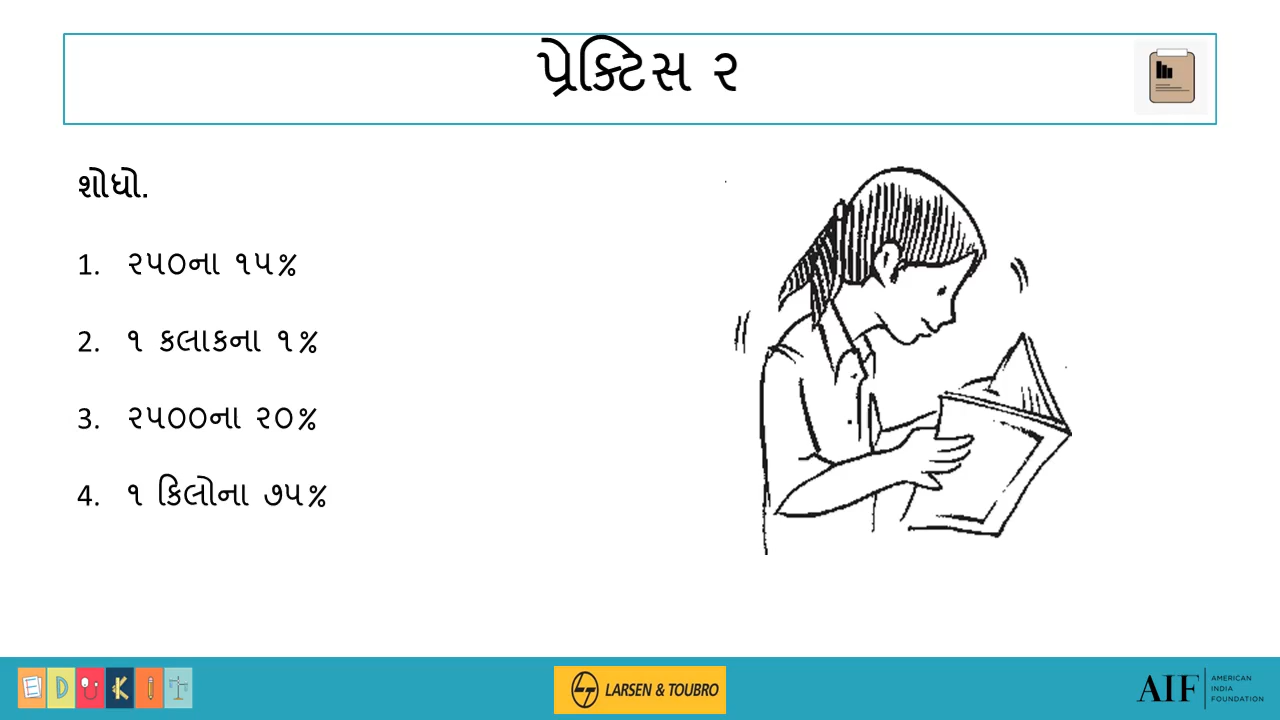 પ્રેક્ટિસ ૨
શોધો.
1. ૨૫૦ના ૧૫%
2. ૧ કલાકના ૧%
3. ૨૫૦૦ના ૨૦%
4. ૧ કિલોના ૭૫%
EDUKIT
LARSEN & TOUBRO
AIF
AMERICAN
INDIA
FOUNDATION